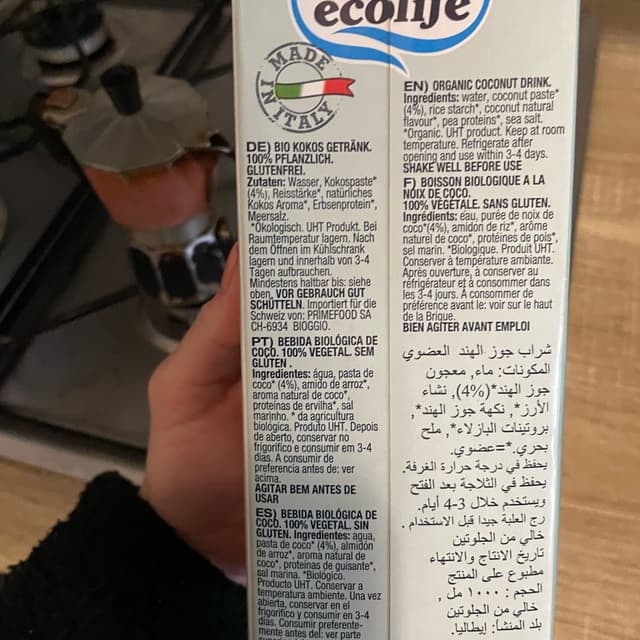 ecolife
MADE
IN
ITALY
DE) BIO KOKOS GETRÄNK.
100% PFLANZLICH.
GLUTENFREI.
Zutaten: Wasser, Kokospaste*
(4%), Reisstärke*, natürliches
Kokos Aroma*, Erbsenprotein*,
Meersalz.
*Ökologisch. UHT Produkt. Bei
Raumtemperatur lagern. Nach
dem Öffnen im Kühlschrank
lagern und innerhalb von 3-4
Tagen aufbrauchen.
Mindestens haltbar bis: siehe
oben. VOR GEBRAUCH GUT
SCHÜTTELN. Importiert für die
Schweiz von: PRIMEFOOD SA
CH-6934 BIOGGIO.
PT) BEBIDA BIOLÓGICA DE
COCO. 100% VEGETAL. SEM
GLÚTEN.
Ingredientes: água, pasta de
coco* (4%), amido de arroz*,
aroma natural de coco*,
proteínas de ervilha*, sal
marinho. * da agricultura
biológica. Produto UHT. Depois
de aberto, conservar no
frigorífico e consumir em 3-4
dias. A consumir de
preferencia antes de: ver
acima.
AGITAR BEM ANTES DE
USAR
ES) BEBIDA BIOLÓGICA DE
COCO. 100% VEGETAL. SIN
GLUTEN. Ingredientes: agua,
pasta de coco* (4%), almidón
de arroz*, aroma natural de
coco*, proteínas de guisante*,
sal marina. *Biológico.
Producto UHT. Conservar a
temperatura ambiente. Una vez
abierta, conservar en el
frigorífico y consumir en 3-4
días. Consumir preferente-
mente antes del: ver parte
EN) ORGANIC COCONUT DRINK.
Ingredients: water, coconut paste*
(4%), rice starch*, coconut natural
flavour*, pea proteins*, sea salt.
*Organic. UHT product. Keep at room
temperature. Refrigerate after
opening and use within 3-4 days.
SHAKE WELL BEFORE USE
F) BOISSON BIOLOGIQUE A LA
NOIX DE COCO.
100% VÉGÉTALE. SANS GLUTEN.
Ingrédients: eau, purée de noix de
coco*(4%), amidon de riz*, arôme
naturel de coco*, protéines de pois*,
sel marin. *Biologique. Produit UHT.
Conserver à température ambiante.
Après ouverture, à conserver au
réfrigérateur et à consommer dans
les 3-4 jours. A consommer de
préférence avant le: voir sur le haut
de la Brique.
BIEN AGITER AVANT EMPLOI
شراب جوز الهند العضوي
المكونات: ماء, معجون
جوز الهند*(4%), نشاء
الأرز*, نكهة جوز الهند*,
بروتينات البازلاء*, ملح
بحري.*=عضوي.
يحفظ في درجة حرارة الغرفة.
يحفظ في الثلاجة بعد الفتح
ويستخدم خلال 3-4 أيام.
رج العلبة جيدا قبل الاستخدام .
خالي من الجلوتين
تاريخ الانتاج والانتهاء
مطبوع على المنتج
الحجم : ١٠٠٠ مل ,
خالي من الجلوتين
بلد المنشأ: إيطاليا.